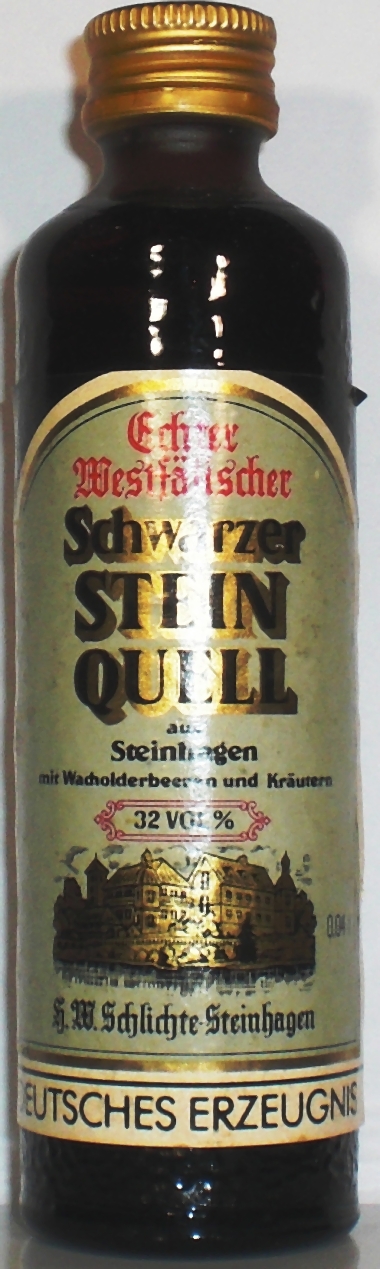 Echter
Westfälischer
Schwarzer
STEIN
QUELL
aus
Steinhagen
mit Wacholderbeeren und Kräutern
32 VOL %
H.W. Schlichte-Steinhagen
DEUTSCHES ERZEUGNIS